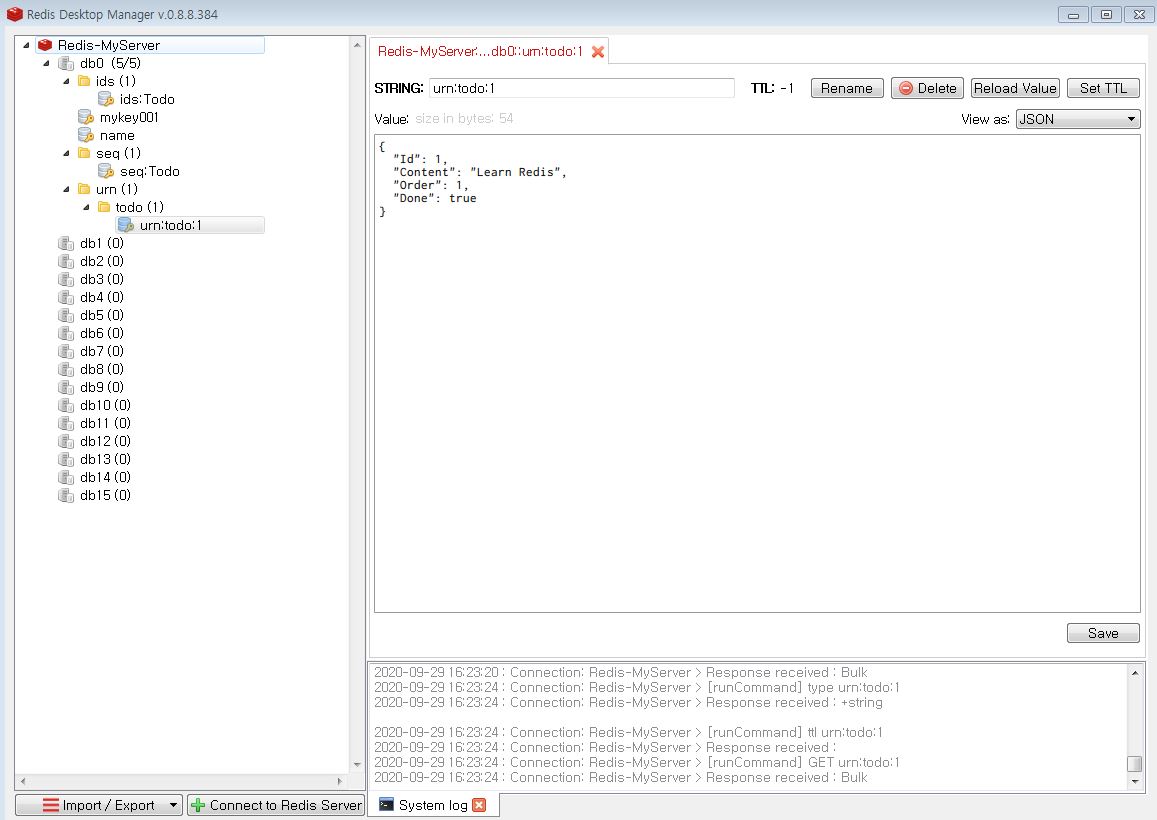 Redis Desktop Manager v.0.8.8.384
Redis-MyServer
db0 (5/5)
ids (1)
ids:Todo
mykey001
name
seq (1)
seq:Todo
urn (1)
todo (1)
urn:todo:1
db1 (0)
db2 (0)
db3 (0)
db4 (0)
db5 (0)
db6 (0)
db7 (0)
db8 (0)
db9 (0)
db10 (0)
db11 (0)
db12 (0)
db13 (0)
db14 (0)
db15 (0)
Import / Export
Connect to Redis Server
Redis-MyServer:...db0::urn:todo:1
STRING: urn:todo:1 TTL: -1 Rename Delete Reload Value Set TTL
Value: size in bytes: 54 View as: JSON
{
"Id": 1,
"Content": "Learn Redis",
"Order": 1,
"Done": true
}
Save
2020-09-29 16:23:20 : Connection: Redis-MyServer > Response received : Bulk
2020-09-29 16:23:24 : Connection: Redis-MyServer > [runCommand] type urn:todo:1
2020-09-29 16:23:24 : Connection: Redis-MyServer > Response received : +string
2020-09-29 16:23:24 : Connection: Redis-MyServer > [runCommand] ttl urn:todo:1
2020-09-29 16:23:24 : Connection: Redis-MyServer > Response received :
2020-09-29 16:23:24 : Connection: Redis-MyServer > [runCommand] GET urn:todo:1
2020-09-29 16:23:24 : Connection: Redis-MyServer > Response received : Bulk
System log